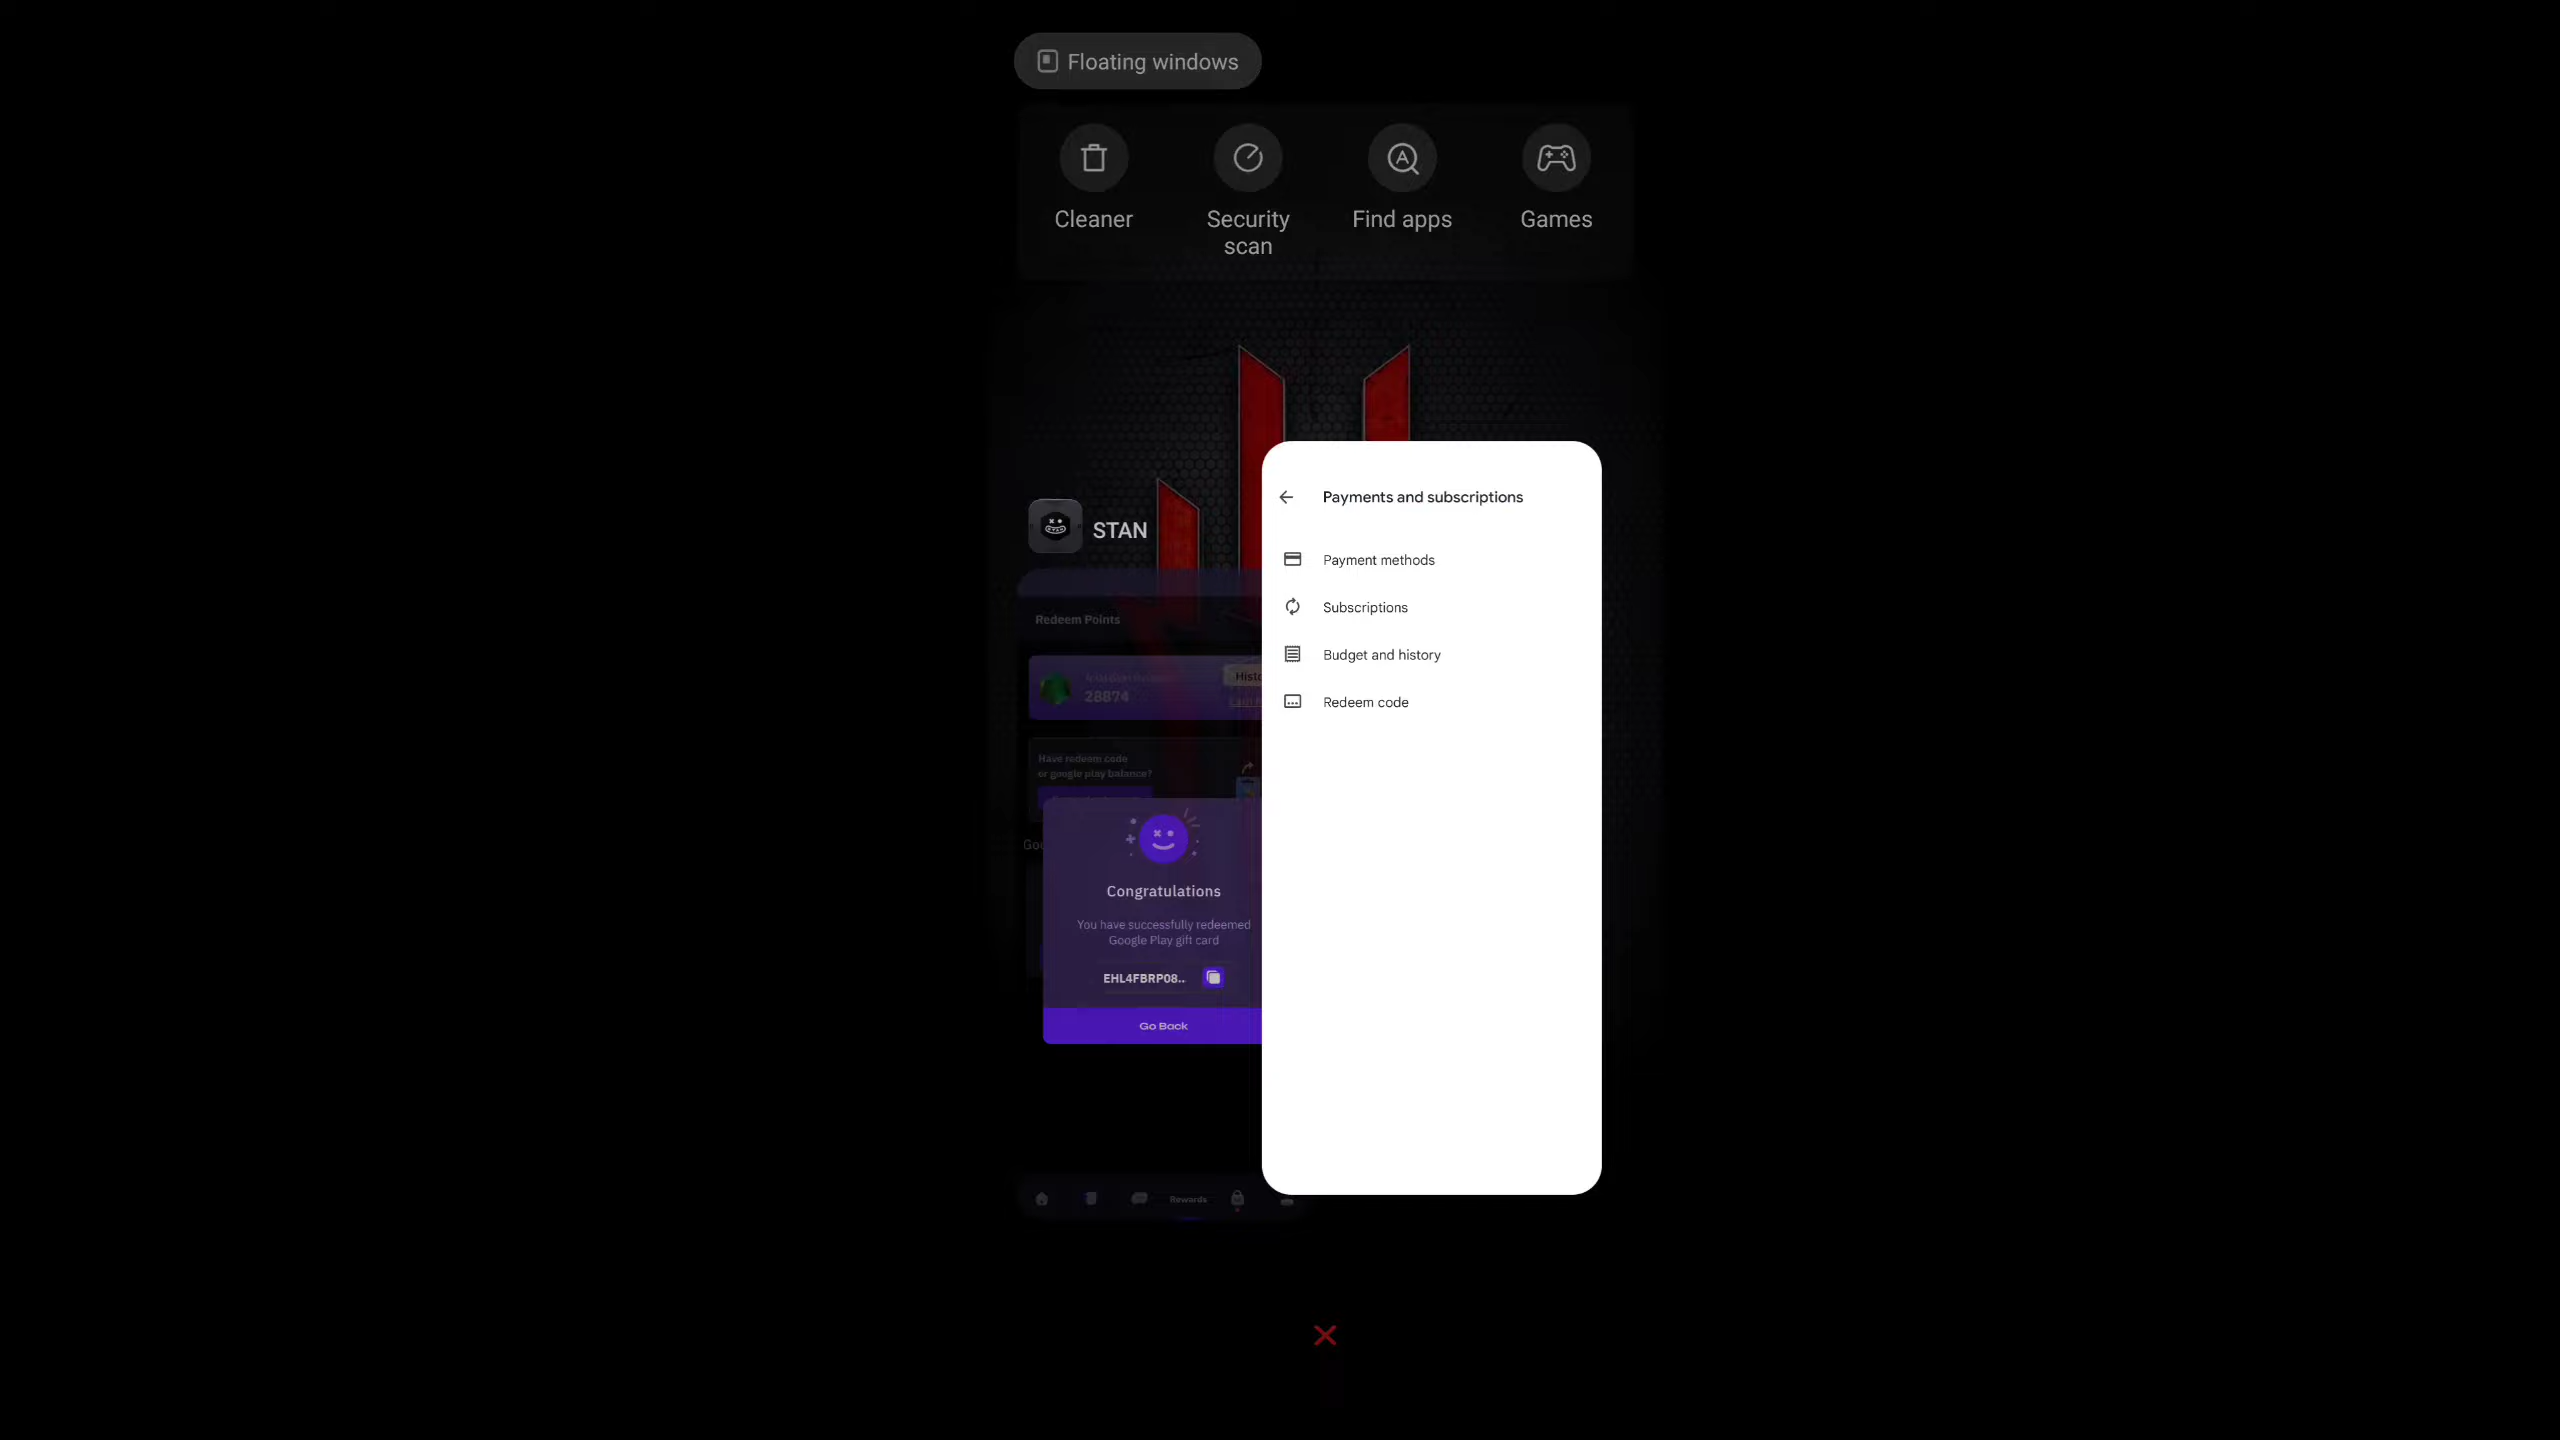 Floating windows
Cleaner
Security
scan
Find apps
Games
STAN
Redeem Points
28874
Have redeem code
or google play balance?
Congratulations
You have successfully redeemed
Google Play gift card
EHL4FBRP08..
Go Back
Rewards
Payments and subscriptions
Payment methods
Subscriptions
Budget and history
Redeem code